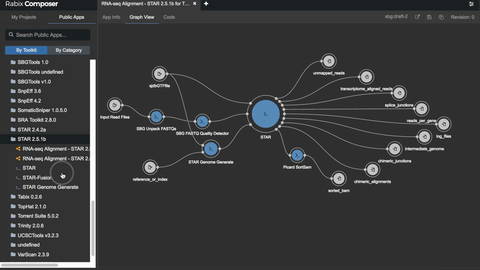 Rabix Composer
RNA-seq Alignment - STAR 2.5.1b for T...
My Projects
Public Apps
App Info
Graph View
Code
sbg:draft-2
Revision: 0
Search Public Apps...
By Toolkit
By Category
SBGTools 1.0
SBGTools undefined
SBGTools v1.0
SnpEff 3.6
SnpEff 4.2
SomaticSniper 1.0.5.0
SRA Toolkit 2.8.0
STAR 2.4.2a
STAR 2.5.1b
RNA-seq Alignment - STAR 2.
RNA-seq Alignment - STAR 2.
STAR
STAR-Fusion
STAR Genome Generate
Tabix 0.2.6
TopHat 2.1.0
Torrent Suite 5.0.2
Trinity 2.0.6
UCSCTools v3.2.3
undefined
VarScan 2.3.9
unmapped_reads
sjdbGTFfile
transcriptome_aligned_reads
splice_junctions
Input Read Files
SBG Unpack FASTQs
SBG FASTQ Quality Detector
STAR
reads_per_gene
log_files
STAR Genome Generate
intermediate_genome
reference_or_index
Picard SortSam
chimeric_junctions
sorted_bam
chimeric_alignments